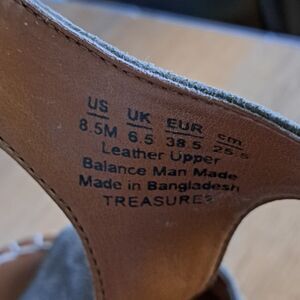 US UK EUR cm
8.5M 6.5 38.5 25.5
Leather Upper
Balance Man Made
Made in Bangladesh
TREASURES